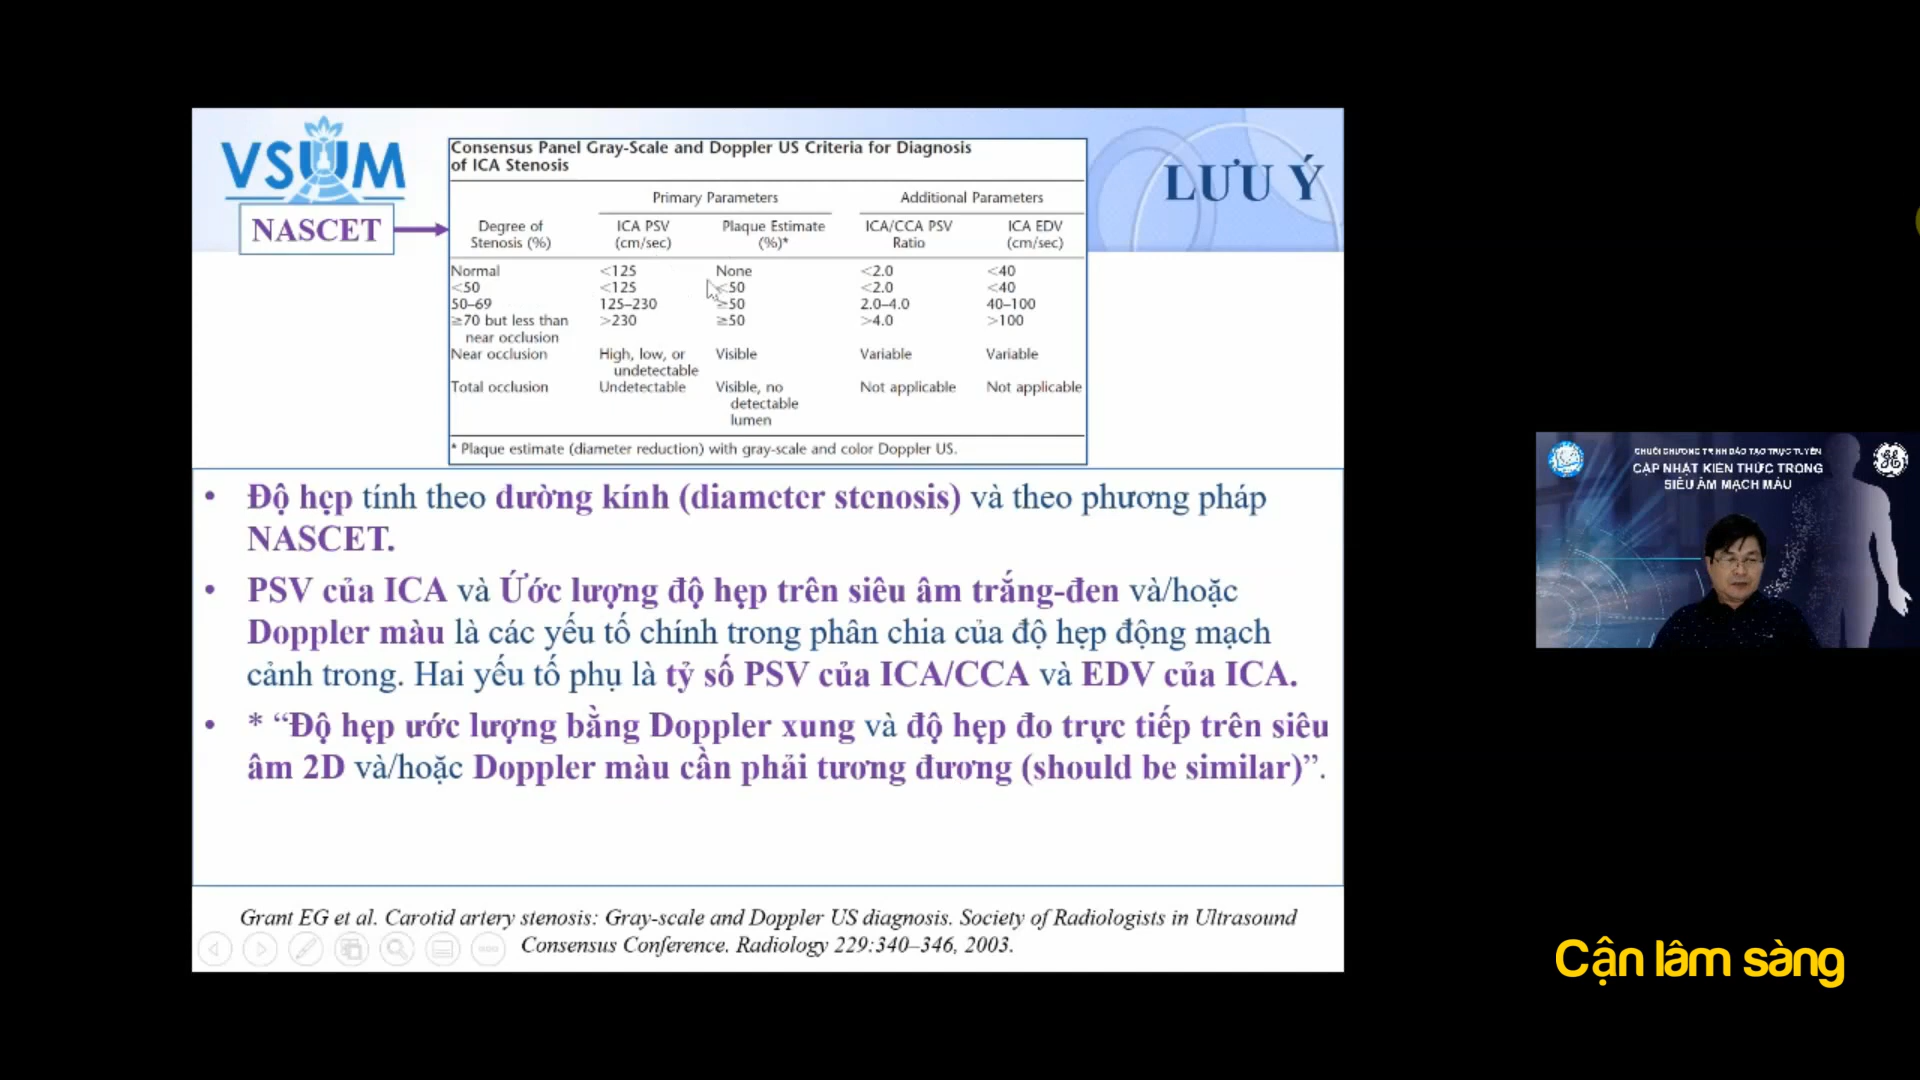 VSUM
NASCET
LƯU Ý
Consensus Panel Gray-Scale and Doppler US Criteria for Diagnosis
of ICA Stenosis
Primary Parameters Additional Parameters
Degree of ICA PSV Plaque Estimate ICA/CCA PSV ICA EDV
Stenosis (%) (cm/sec) (%)* Ratio (cm/sec)
Normal <125 None <2.0 <40
<50 <125 <50 <2.0 <40
50–69 125–230 ≥50 2.0–4.0 40–100
≥70 but less than >230 ≥50 >4.0 >100
near occlusion
Near occlusion High, low, or Visible Variable Variable
undetectable
Total occlusion Undetectable Visible, no Not applicable Not applicable
detectable
lumen
* Plaque estimate (diameter reduction) with gray-scale and color Doppler US.
• Độ hẹp tính theo đường kính (diameter stenosis) và theo phương pháp
NASCET.
• PSV của ICA và Ước lượng độ hẹp trên siêu âm trắng-đen và/hoặc
Doppler màu là các yếu tố chính trong phân chia của độ hẹp động mạch
cảnh trong. Hai yếu tố phụ là tỷ số PSV của ICA/CCA và EDV của ICA.
• * “Độ hẹp ước lượng bằng Doppler xung và độ hẹp đo trực tiếp trên siêu
âm 2D và/hoặc Doppler màu cần phải tương đương (should be similar)”.
Grant EG et al. Carotid artery stenosis: Gray-scale and Doppler US diagnosis. Society of Radiologists in Ultrasound
Consensus Conference. Radiology 229:340–346, 2003.
CHUỖI CHƯƠNG TRÌNH ĐÀO TẠO TRỰC TUYẾN
CẬP NHẬT KIẾN THỨC TRONG
SIÊU ÂM MẠCH MÁU
Cận lâm sàng